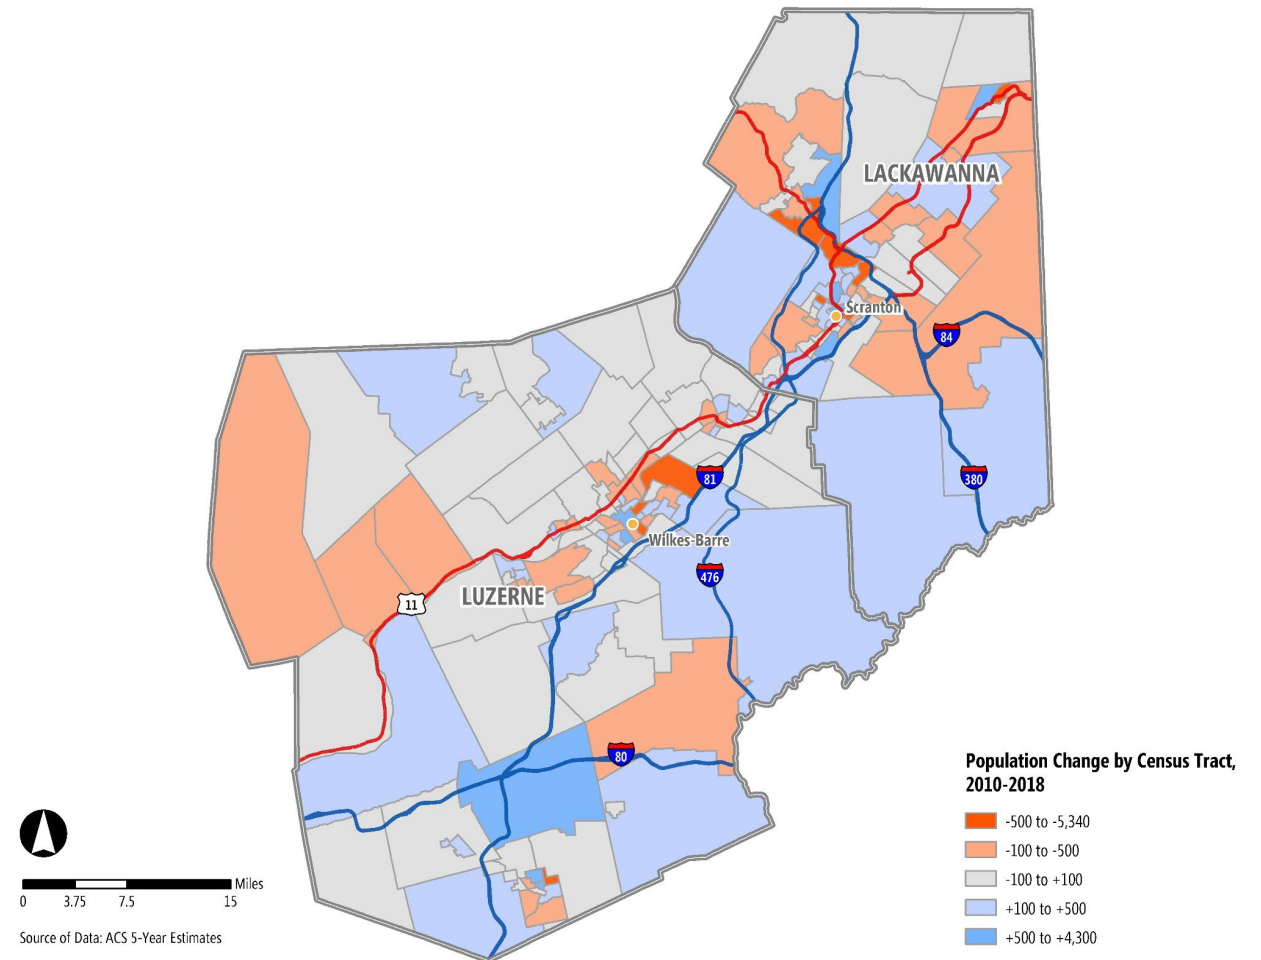 LACKAWANNA
Scranton
84
81
380
Wilkes-Barre
476
11
LUZERNE
80
Population Change by Census Tract,
2010-2018
-500 to -5,340
-100 to -500
-100 to +100
+100 to +500
+500 to +4,300
Miles
0 3.75 7.5 15
Source of Data: ACS 5-Year Estimates